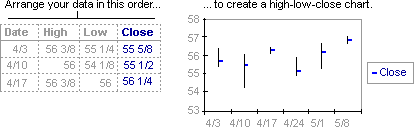 Arrange your data in this order...
Date High Low Close
4/3 56 3/8 55 1/4 55 5/8
4/10 56 54 1/8 55 1/2
4/17 56 3/8 56 56 1/4
... to create a high-low-close chart.
58
57
56
55
54
53
4/3 4/10 4/17 4/24 5/1 5/8
Close